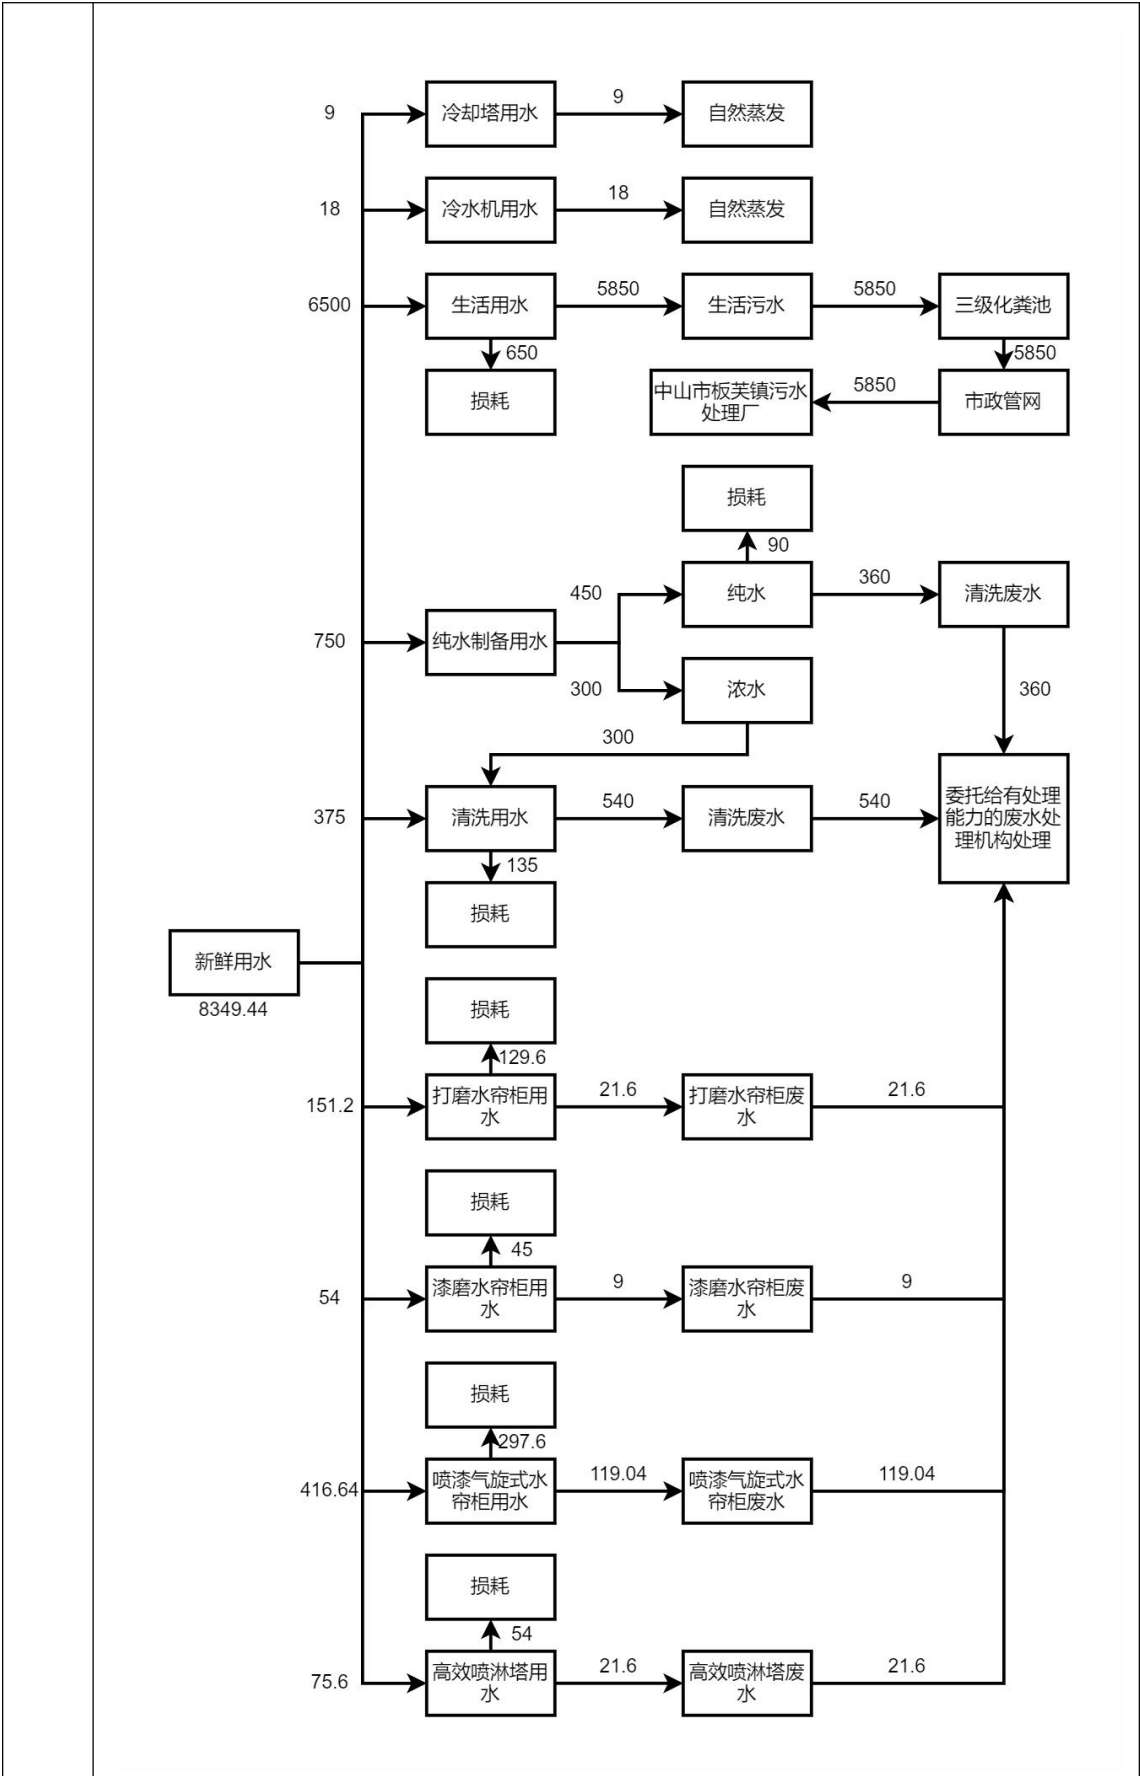 9
冷却塔用水
9
自然蒸发
18
冷水机用水
18
自然蒸发
6500
生活用水
5850
生活污水
5850
三级化粪池
650
5850
损耗
中山市板芙镇污水
处理厂
5850
市政管网
损耗
90
450
纯水
360
清洗废水
750
纯水制备用水
300
浓水
360
300
375
清洗用水
540
清洗废水
540
委托给有处理
能力的废水处
理机构处理
135
损耗
新鲜用水
8349.44
损耗
129.6
151.2
打磨水帘柜用
水
21.6
打磨水帘柜废
水
21.6
损耗
45
54
漆磨水帘柜用
水
9
漆磨水帘柜废
水
9
损耗
297.6
416.64
喷漆气旋式水
帘柜用水
119.04
喷漆气旋式水
帘柜废水
119.04
损耗
54
75.6
高效喷淋塔用
水
21.6
高效喷淋塔废
水
21.6